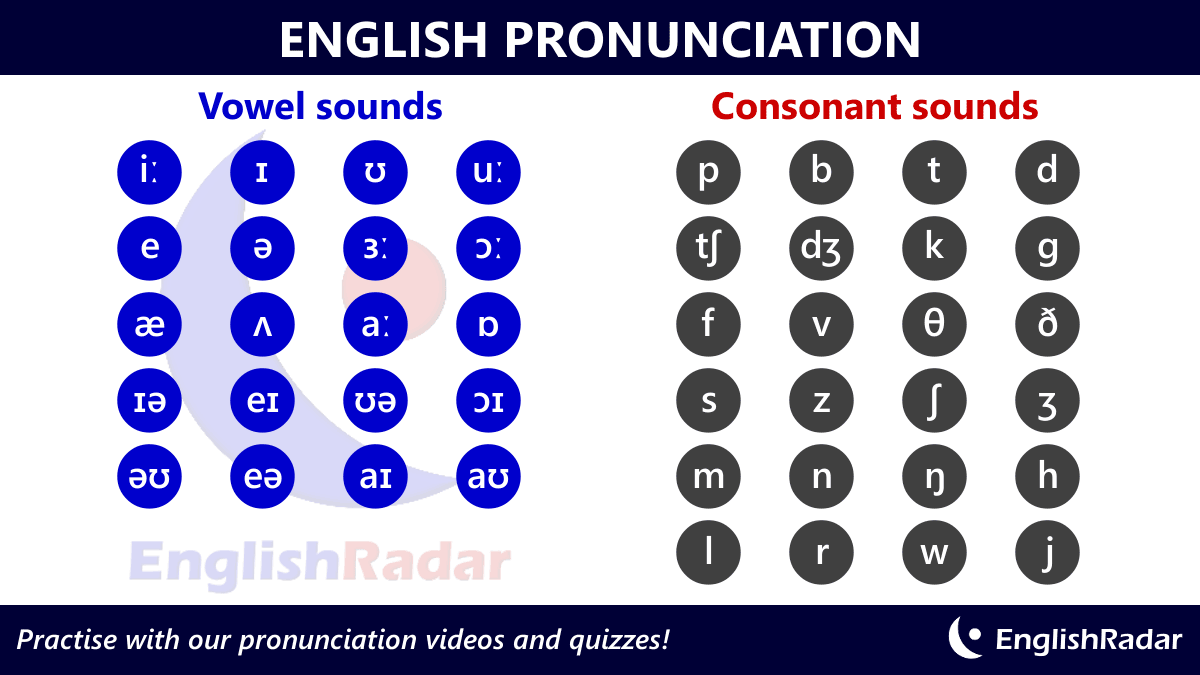 ENGLISH PRONUNCIATION
Vowel sounds
iː ɪ ʊ uː
e ə ɜː ɔː
æ ʌ aː ɒ
ɪə eɪ ʊə ɔɪ
əʊ eə aɪ aʊ
EnglishRadar
Consonant sounds
p b t d
tʃ dʒ k g
f v θ ð
s z ʃ ʒ
m n ŋ h
l r w j
Practise with our pronunciation videos and quizzes!
EnglishRadar